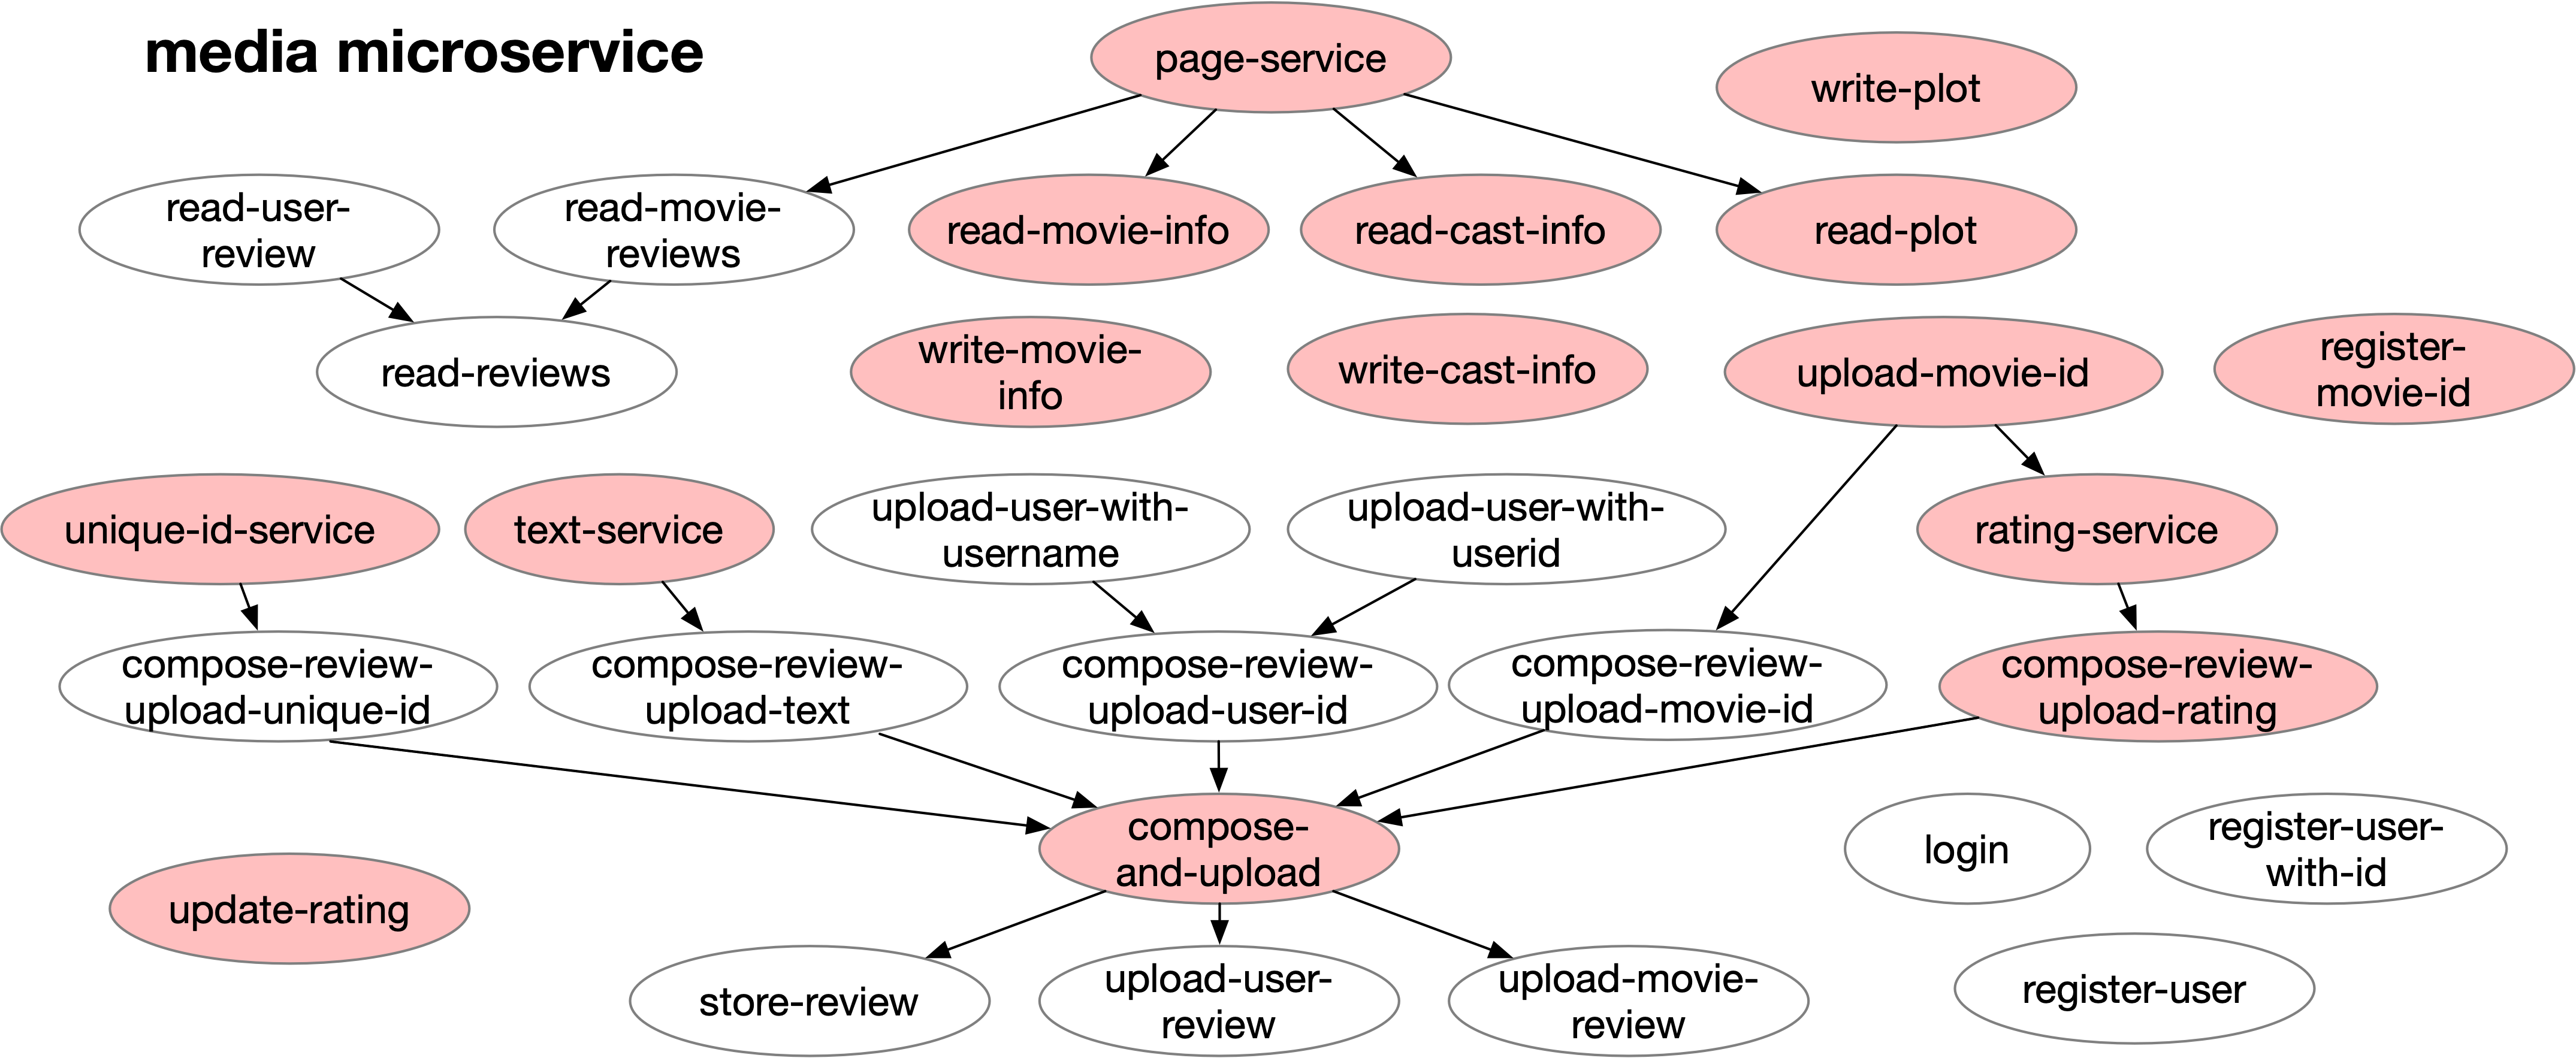 media microservice
page-service
write-plot
read-user-
review
read-movie-
reviews
read-movie-info
read-cast-info
read-plot
read-reviews
write-movie-
info
write-cast-info
upload-movie-id
register-
movie-id
unique-id-service
text-service
upload-user-with-
username
upload-user-with-
userid
rating-service
compose-review-
upload-unique-id
compose-review-
upload-text
compose-review-
upload-user-id
compose-review-
upload-movie-id
compose-review-
upload-rating
compose-
and-upload
login
register-user-
with-id
update-rating
store-review
upload-user-
review
upload-movie-
review
register-user